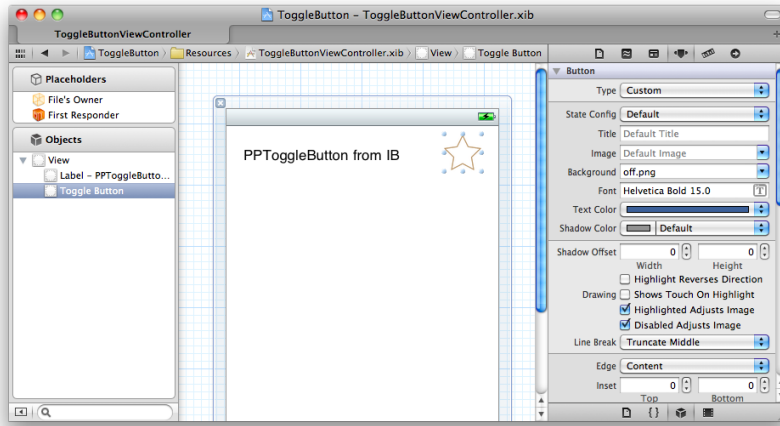 ToggleButton – ToggleButtonViewController.xib
ToggleButtonViewController
ToggleButton Resources ToggleButtonViewController.xib View Toggle Button
Placeholders
File's Owner
First Responder
Objects
View
Label – PPToggleButto...
Toggle Button
PPToggleButton from IB
Button
Type Custom
State Config Default
Title Default Title
Image Default Image
Background off.png
Font Helvetica Bold 15.0 T
Text Color
Shadow Color Default
Shadow Offset 0 0
Width Height
Highlight Reverses Direction
Drawing Shows Touch On Highlight
Highlighted Adjusts Image
Disabled Adjusts Image
Line Break Truncate Middle
Edge Content
Inset 0 0
Top Bottom